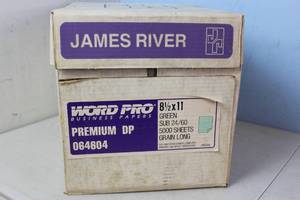 JAMES RIVER
WORD PRO
BUSINESS PAPERS
PREMIUM DP
064604
8½x11
GREEN
SUB 24/60
5000 SHEETS
GRAIN LONG